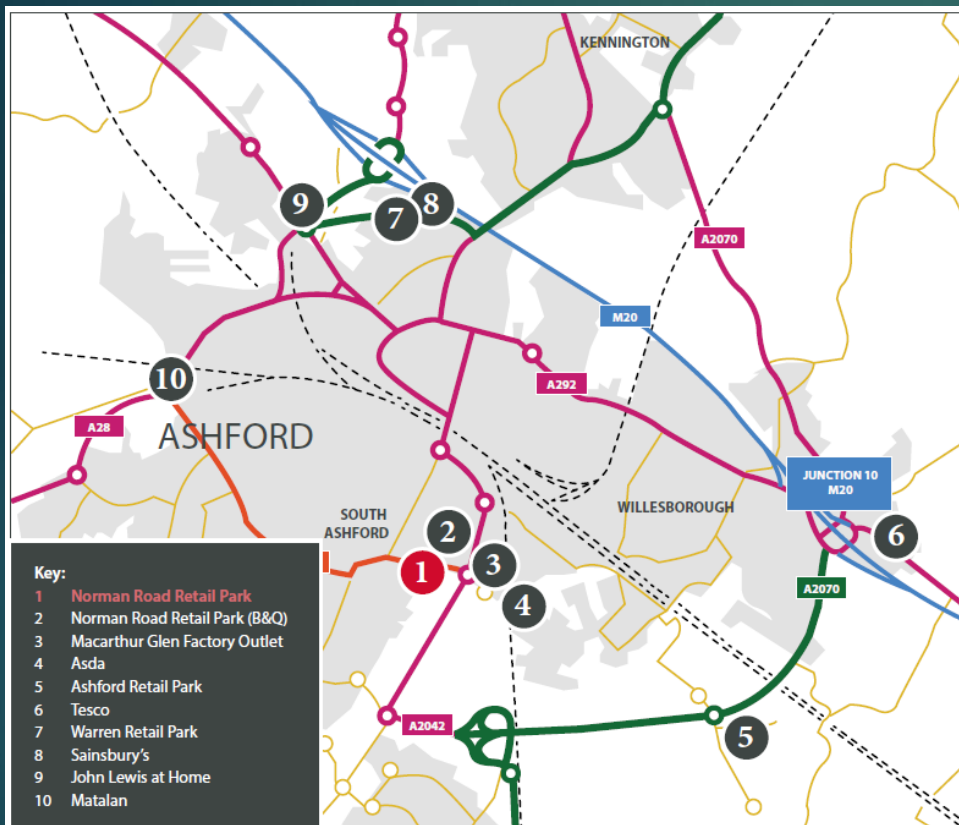 KENNINGTON
9
7
8
A2070
M20
10
A292
A28
ASHFORD
JUNCTION 10
M20
WILLESBOROUGH
SOUTH
ASHFORD
2
6
1
3
4
A2070
A2042
5
Key:
1 Norman Road Retail Park
2 Norman Road Retail Park (B&Q)
3 Macarthur Glen Factory Outlet
4 Asda
5 Ashford Retail Park
6 Tesco
7 Warren Retail Park
8 Sainsbury's
9 John Lewis at Home
10 Matalan